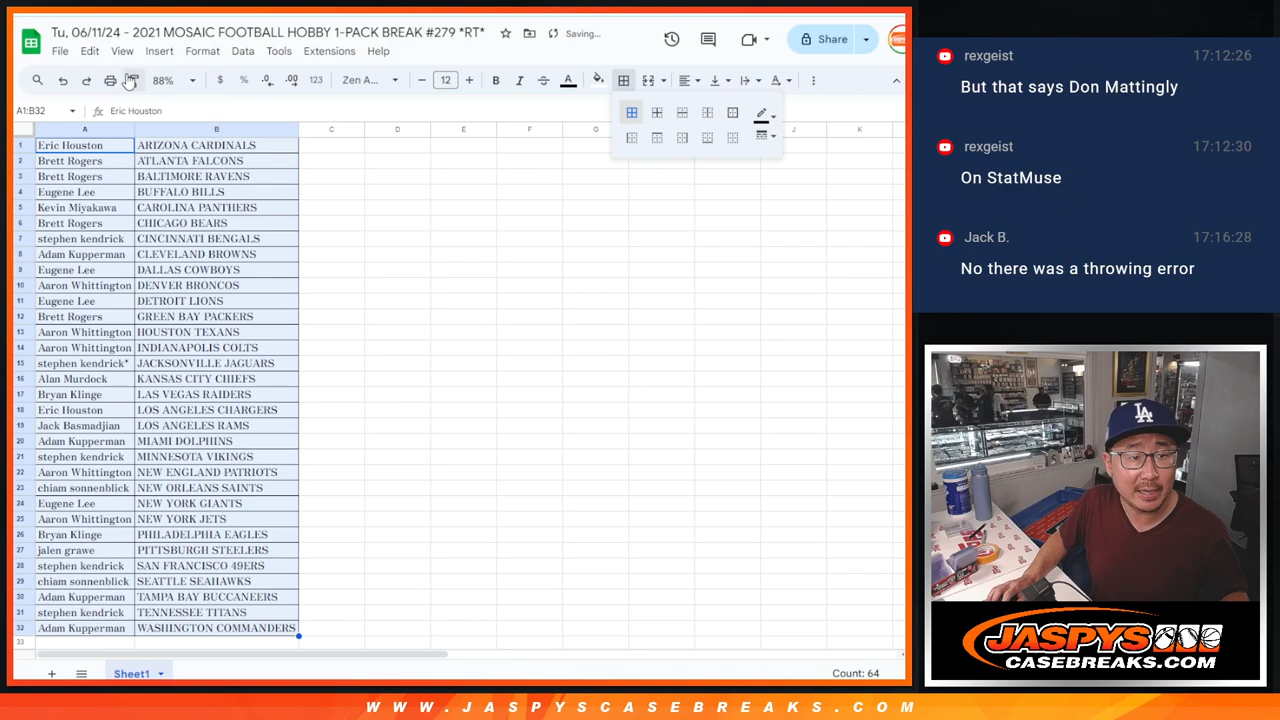 Tu, 06/11/24 - 2021 MOSAIC FOOTBALL HOBBY 1-PACK BREAK #279 *RT*
Saving...
File Edit View Insert Format Data Tools Extensions Help
Share
88% $ % .0 .00 123 Zen A... 12 B I A
A1:B32 fx Eric Houston
A B C D E F G J K
1 Eric Houston ARIZONA CARDINALS
2 Brett Rogers ATLANTA FALCONS
3 Brett Rogers BALTIMORE RAVENS
4 Eugene Lee BUFFALO BILLS
5 Kevin Miyakawa CAROLINA PANTHERS
6 Brett Rogers CHICAGO BEARS
7 stephen kendrick CINCINNATI BENGALS
8 Adam Kupperman CLEVELAND BROWNS
9 Eugene Lee DALLAS COWBOYS
10 Aaron Whittington DENVER BRONCOS
11 Eugene Lee DETROIT LIONS
12 Brett Rogers GREEN BAY PACKERS
13 Aaron Whittington HOUSTON TEXANS
14 Aaron Whittington INDIANAPOLIS COLTS
15 stephen kendrick* JACKSONVILLE JAGUARS
16 Alan Murdock KANSAS CITY CHIEFS
17 Bryan Klinge LAS VEGAS RAIDERS
18 Eric Houston LOS ANGELES CHARGERS
19 Jack Basmadjian LOS ANGELES RAMS
20 Adam Kupperman MIAMI DOLPHINS
21 stephen kendrick MINNESOTA VIKINGS
22 Aaron Whittington NEW ENGLAND PATRIOTS
23 chiam sonnenblick NEW ORLEANS SAINTS
24 Eugene Lee NEW YORK GIANTS
25 Aaron Whittington NEW YORK JETS
26 Bryan Klinge PHILADELPHIA EAGLES
27 jalen grawe PITTSBURGH STEELERS
28 stephen kendrick SAN FRANCISCO 49ERS
29 chiam sonnenblick SEATTLE SEAHAWKS
30 Adam Kupperman TAMPA BAY BUCCANEERS
31 stephen kendrick TENNESSEE TITANS
32 Adam Kupperman WASHINGTON COMMANDERS
33
Sheet1
Count: 64
rexgeist 17:12:26
But that says Don Mattingly
rexgeist 17:12:30
On StatMuse
Jack B. 17:16:28
No there was a throwing error
LA
JASPYS
CASEBREAKS.COM
WWW.JASPYSCASEBREAKS.COM